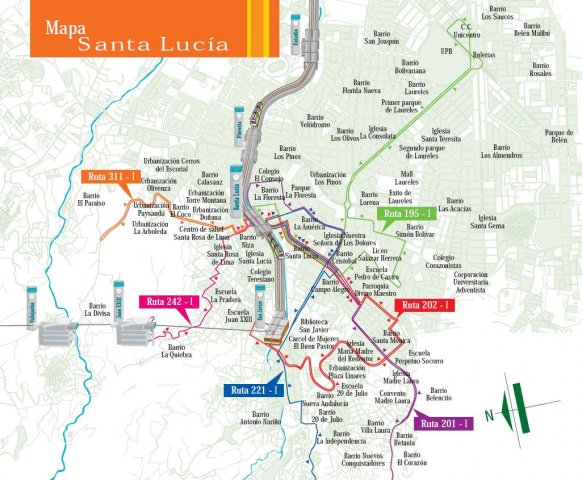 Mapa
Santa Lucía
Estadio
Floresta
Santa Lucía
San Javier
Juan XXIII
Vallejuelos
Barrio
Los Sauces
C.C.
Unicentro
Barrio
Belén Malibú
Barrio
San Joaquín
UPB
Bulerías
Barrio
Bolivariana
Barrio
Rosales
Barrio
Florida Nueva
Primer parque
de Laureles
Barrio
Laureles
Barrio
Velódromo
Barrio
Los Olivos
Iglesia
La Consolata
Iglesia
Santa Teresita
Parque de
Belén
Segundo parque
de Laureles
Barrio
Los Almendros
Barrio
Los Pinos
Urbanización Cerros
del Escorial
Barrio
Calasanz
Colegio
El Consejo
Parque
La Floresta
Urbanización
Los Pinos
Mall
Laureles
Ruta 311 - I
Urbanización
Olivenza
Urbanización
Torre Montana
Barrio
La Floresta
Barrio
Lorena
Exito de
Laureles
Barrio
El Paraíso
Urbanización
Paysandú
Barrio
El Coco
Urbanización
Doñana
Ruta 195 - I
Barrio
Las Acacias
Urbanización
La Arboleda
Centro de salud
Santa Rosa de Lima
Barrio
La América
Barrio
Simón Bolívar
Iglesia
Santa Gema
Barrio
Niza
Iglesia Nuestra
Señora de Los Dolores
Iglesia
Santa Rosa
de Lima
Iglesia
Santa Lucía
Barrio
Santa Lucía
Barrio
Cristóbal
Liceo
Salazar Herrera
Colegio
Corazonistas
Colegio
Teresiano
Escuela
Pedro de Castro
Corporación
Universitaria
Adventista
Barrio
Campo Alegre
Parroquia
Divino Maestro
Escuela
La Pradera
Ruta 242 - I
Ruta 202 - I
Barrio
La Divisa
Escuela
Juan XXIII
Biblioteca
San Javier
Barrio
Santa Mónica
Carcel de Mujeres
El Buen Pastor
Iglesia
María Madre
del Redentor
Escuela
Perpetuo Socorro
Barrio
La Quiebra
Urbanización
Plaza Linares
Iglesia
Madre Laura
Ruta 221 - I
Escuela
20 de Julio
Convento
Madre Laura
Barrio
Belencito
Barrio
Nueva Andalucía
Barrio
Antonio Nariño
Barrio
20 de Julio
Barrio
Villa Laura
Ruta 201 - I
Barrio
La Independencia
Barrio
Betania
Barrio Nuevos
Conquistadores
Barrio
El Corazón
N